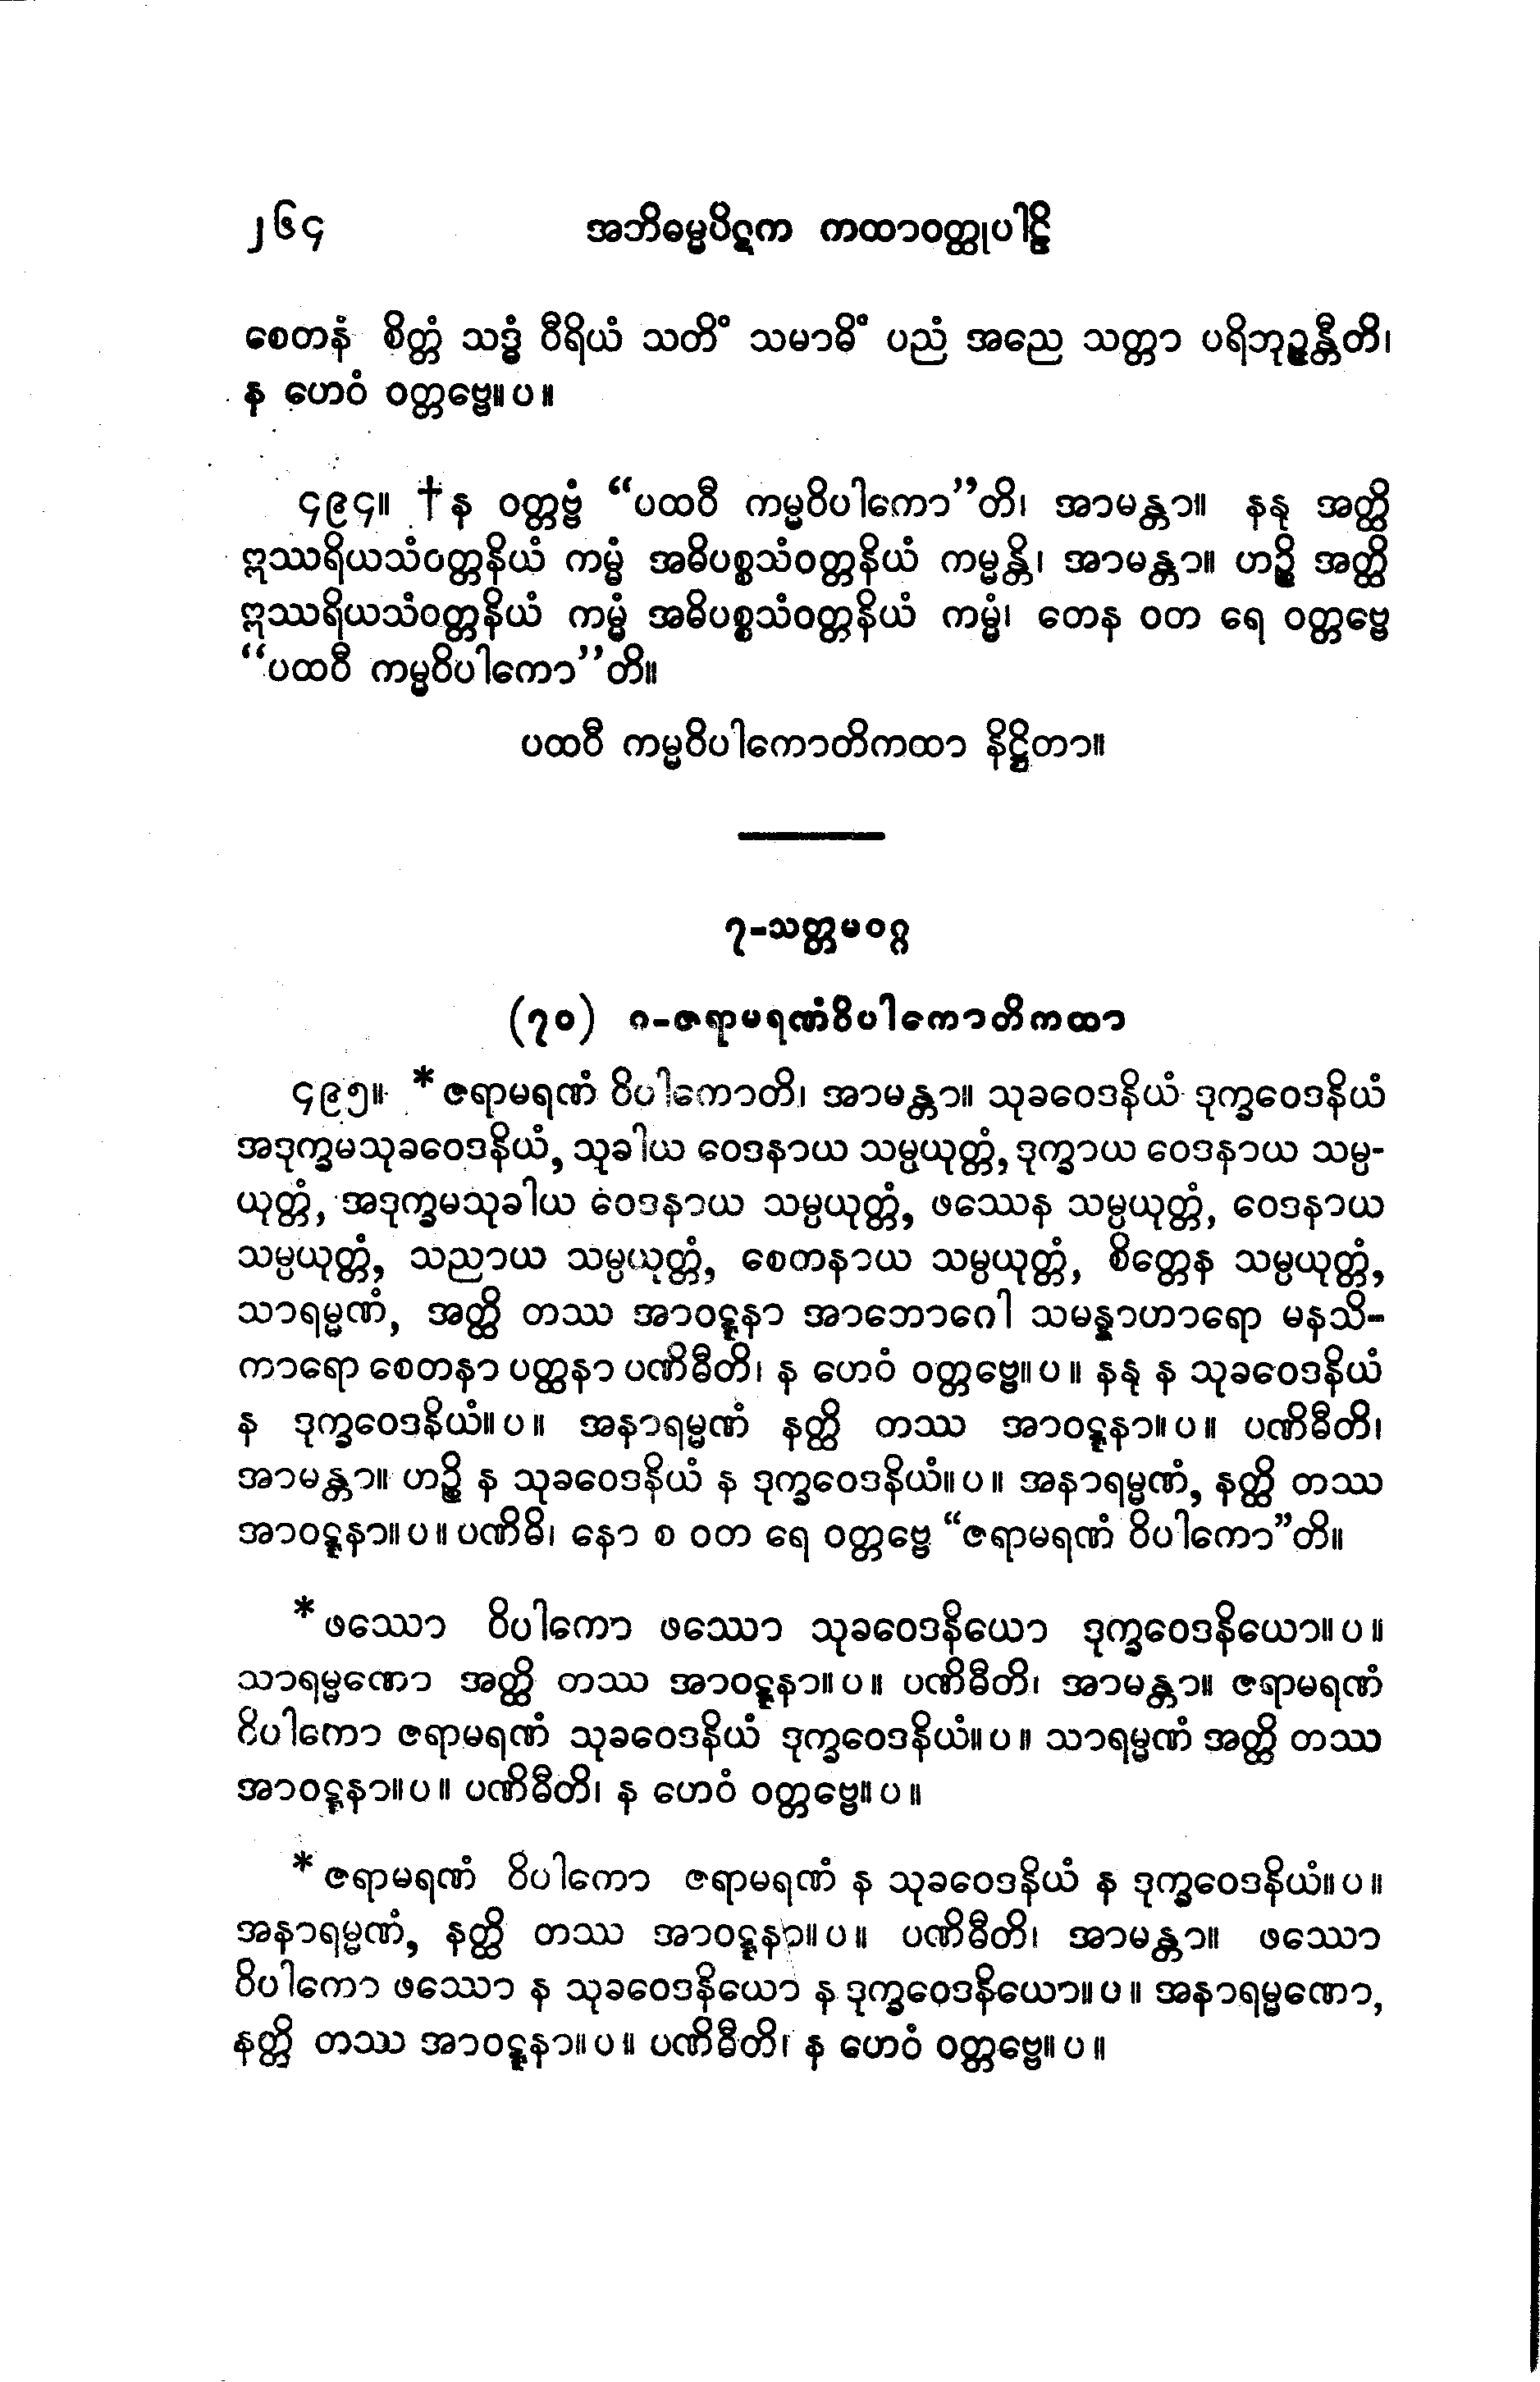 ၂၆၄ အဘိဓမ္မပိဋက ကထာဝတ္ထုပါဠိ
စေတနံ စိတ္တံ သဒ္ဓံ ဝီရိယံ သတိံ သမာဓိံ ပညံ အညေ သတ္တာ ပရိဘုဉ္ဇန္တီတိ၊
န ဟေဝံ ဝတ္တဗ္ဗေ။ပ။
၄၉၄။ †န ဝတ္တဗ္ဗံ “ပထဝီ ကမ္မဝိပါကော”တိ၊ အာမန္တာ။ နနု အတ္ထိ
ဣဿရိယသံဝတ္တနိယံ ကမ္မံ အဓိပစ္စသံဝတ္တနိယံ ကမ္မန္တိ၊ အာမန္တာ။ ဟဉ္စိ အတ္ထိ
ဣဿရိယသံဝတ္တနိယံ ကမ္မံ အဓိပစ္စသံဝတ္တနိယံ ကမ္မံ၊ တေန ဝတ ရေ ဝတ္တဗ္ဗေ
“ပထဝီ ကမ္မဝိပါကော”တိ။
ပထဝီ ကမ္မဝိပါကောတိကထာ နိဋ္ဌိတာ။
၇-သတ္တမဝဂ္ဂ
(၇၀) ဂ-ဇရာမရဏံဝိပါကောတိကထာ
၄၉၅။ *ဇရာမရဏံ ဝိပါကောတိ၊ အာမန္တာ။ သုခဝေဒနိယံ ဒုက္ခဝေဒနိယံ
အဒုက္ခမသုခဝေဒနိယံ, သုခါယ ဝေဒနာယ သမ္ပယုတ္တံ, ဒုက္ခာယ ဝေဒနာယ သမ္ပ-
ယုတ္တံ, အဒုက္ခမသုခါယ ဝေဒနာယ သမ္ပယုတ္တံ, ဖဿေန သမ္ပယုတ္တံ, ဝေဒနာယ
သမ္ပယုတ္တံ, သညာယ သမ္ပယုတ္တံ, စေတနာယ သမ္ပယုတ္တံ, စိတ္တေန သမ္ပယုတ္တံ,
သာရမ္မဏံ, အတ္ထိ တဿ အာဝဋ္ဋနာ အာဘောဂေါ သမန္နာဟာရော မနသိ-
ကာရော စေတနာ ပတ္ထနာ ပဏိဓီတိ၊ န ဟေဝံ ဝတ္တဗ္ဗေ။ပ။ နနု န သုခဝေဒနိယံ
န ဒုက္ခဝေဒနိယံ။ပ။ အနာရမ္မဏံ နတ္ထိ တဿ အာဝဋ္ဋနာ။ပ။ ပဏိဓီတိ၊
အာမန္တာ။ ဟဉ္စိ န သုခဝေဒနိယံ န ဒုက္ခဝေဒနိယံ။ပ။ အနာရမ္မဏံ, နတ္ထိ တဿ
အာဝဋ္ဋနာ။ပ။ ပဏိဓိ၊ နော စ ဝတ ရေ ဝတ္တဗ္ဗေ “ဇရာမရဏံ ဝိပါကော”တိ။
*ဖဿော ဝိပါကော ဖဿော သုခဝေဒနိယော ဒုက္ခဝေဒနိယော။ပ။
သာရမ္မဏော အတ္ထိ တဿ အာဝဋ္ဋနာ။ပ။ ပဏိဓီတိ၊ အာမန္တာ။ ဇရာမရဏံ
ဝိပါကော ဇရာမရဏံ သုခဝေဒနိယံ ဒုက္ခဝေဒနိယံ။ပ။ သာရမ္မဏံ အတ္ထိ တဿ
အာဝဋ္ဋနာ။ပ။ ပဏိဓီတိ၊ န ဟေဝံ ဝတ္တဗ္ဗေ။ပ။
*ဇရာမရဏံ ဝိပါကော ဇရာမရဏံ န သုခဝေဒနိယံ န ဒုက္ခဝေဒနိယံ။ပ။
အနာရမ္မဏံ, နတ္ထိ တဿ အာဝဋ္ဋနာ။ပ။ ပဏိဓီတိ၊ အာမန္တာ။ ဖဿော
ဝိပါကော ဖဿော န သုခဝေဒနိယော န ဒုက္ခဝေဒနိယော။ပ။ အနာရမ္မဏော,
နတ္ထိ တဿ အာဝဋ္ဋနာ။ပ။ ပဏိဓီတိ၊ န ဟေဝံ ဝတ္တဗ္ဗေ။ပ။